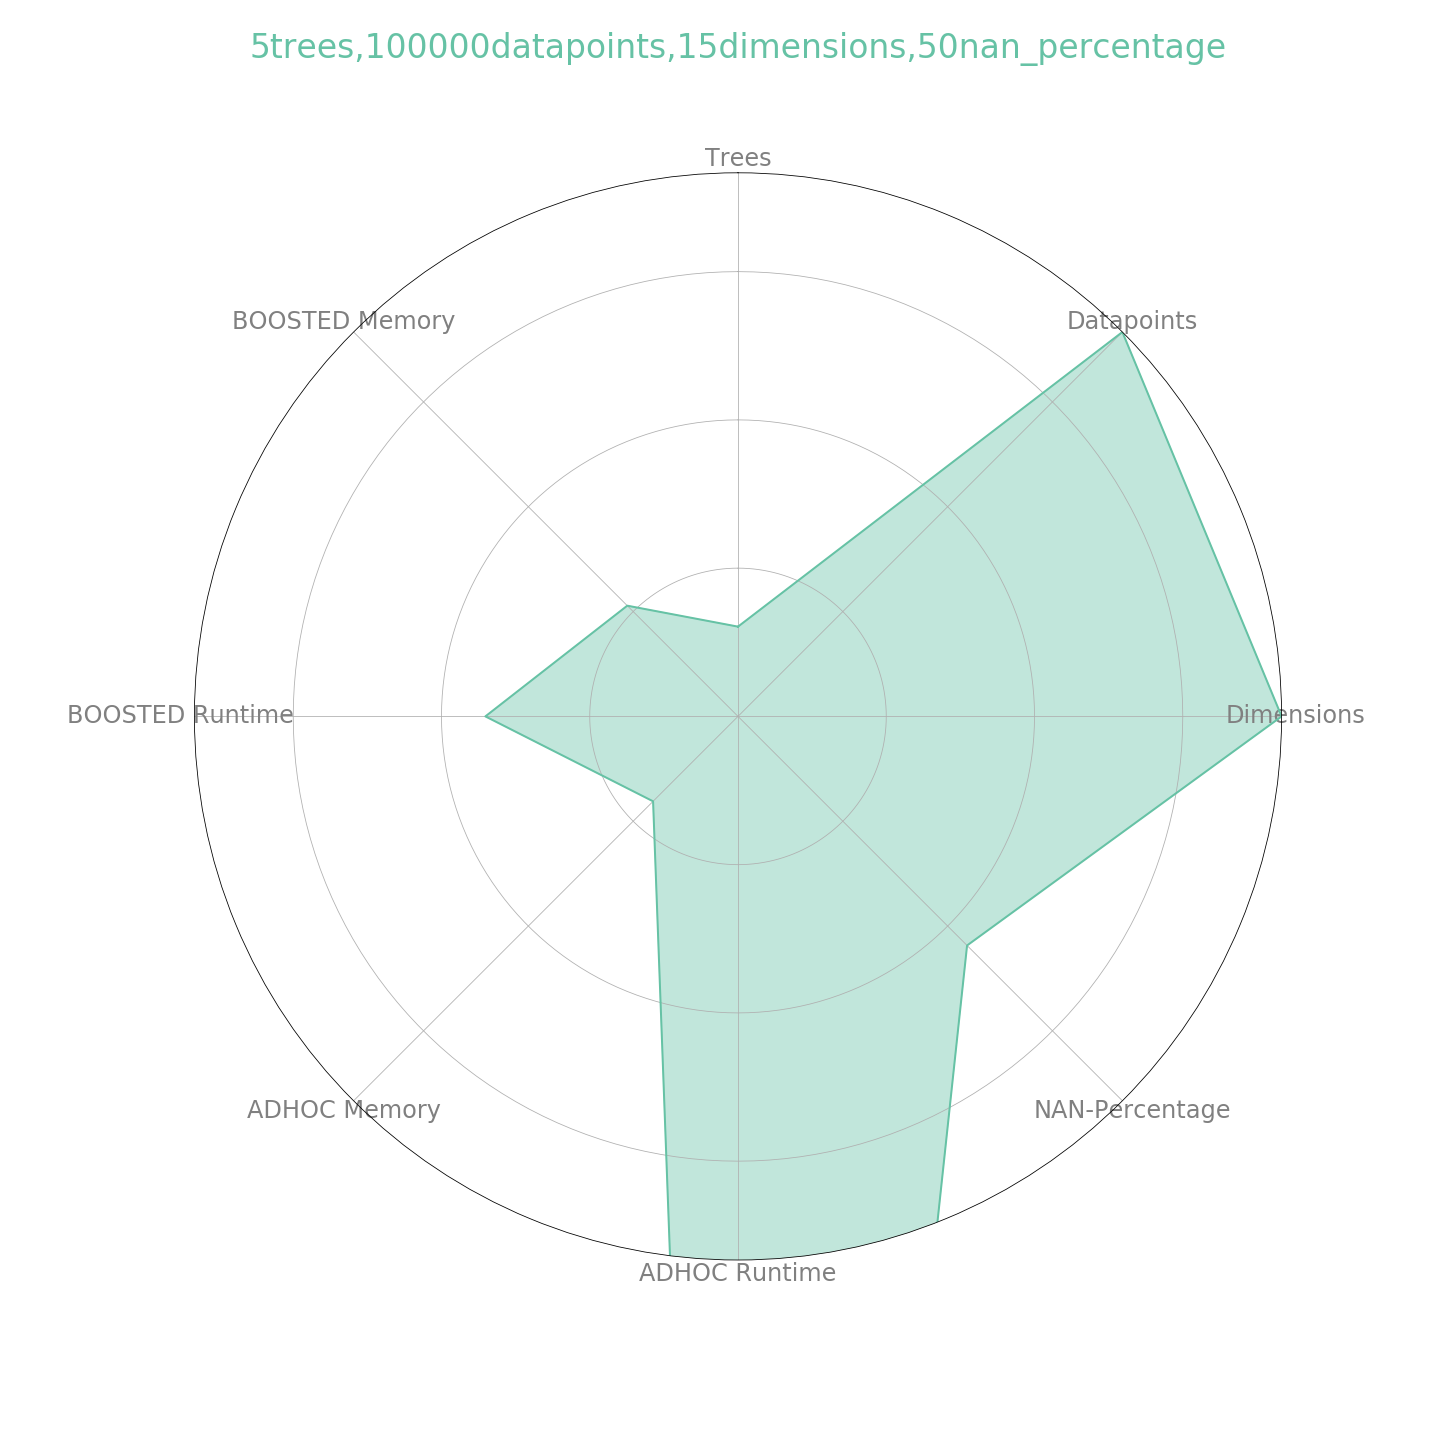 5trees,100000datapoints,15dimensions,50nan_percentage
Trees
BOOSTED Memory
Datapoints
BOOSTED Runtime
Dimensions
ADHOC Memory
NAN-Percentage
ADHOC Runtime